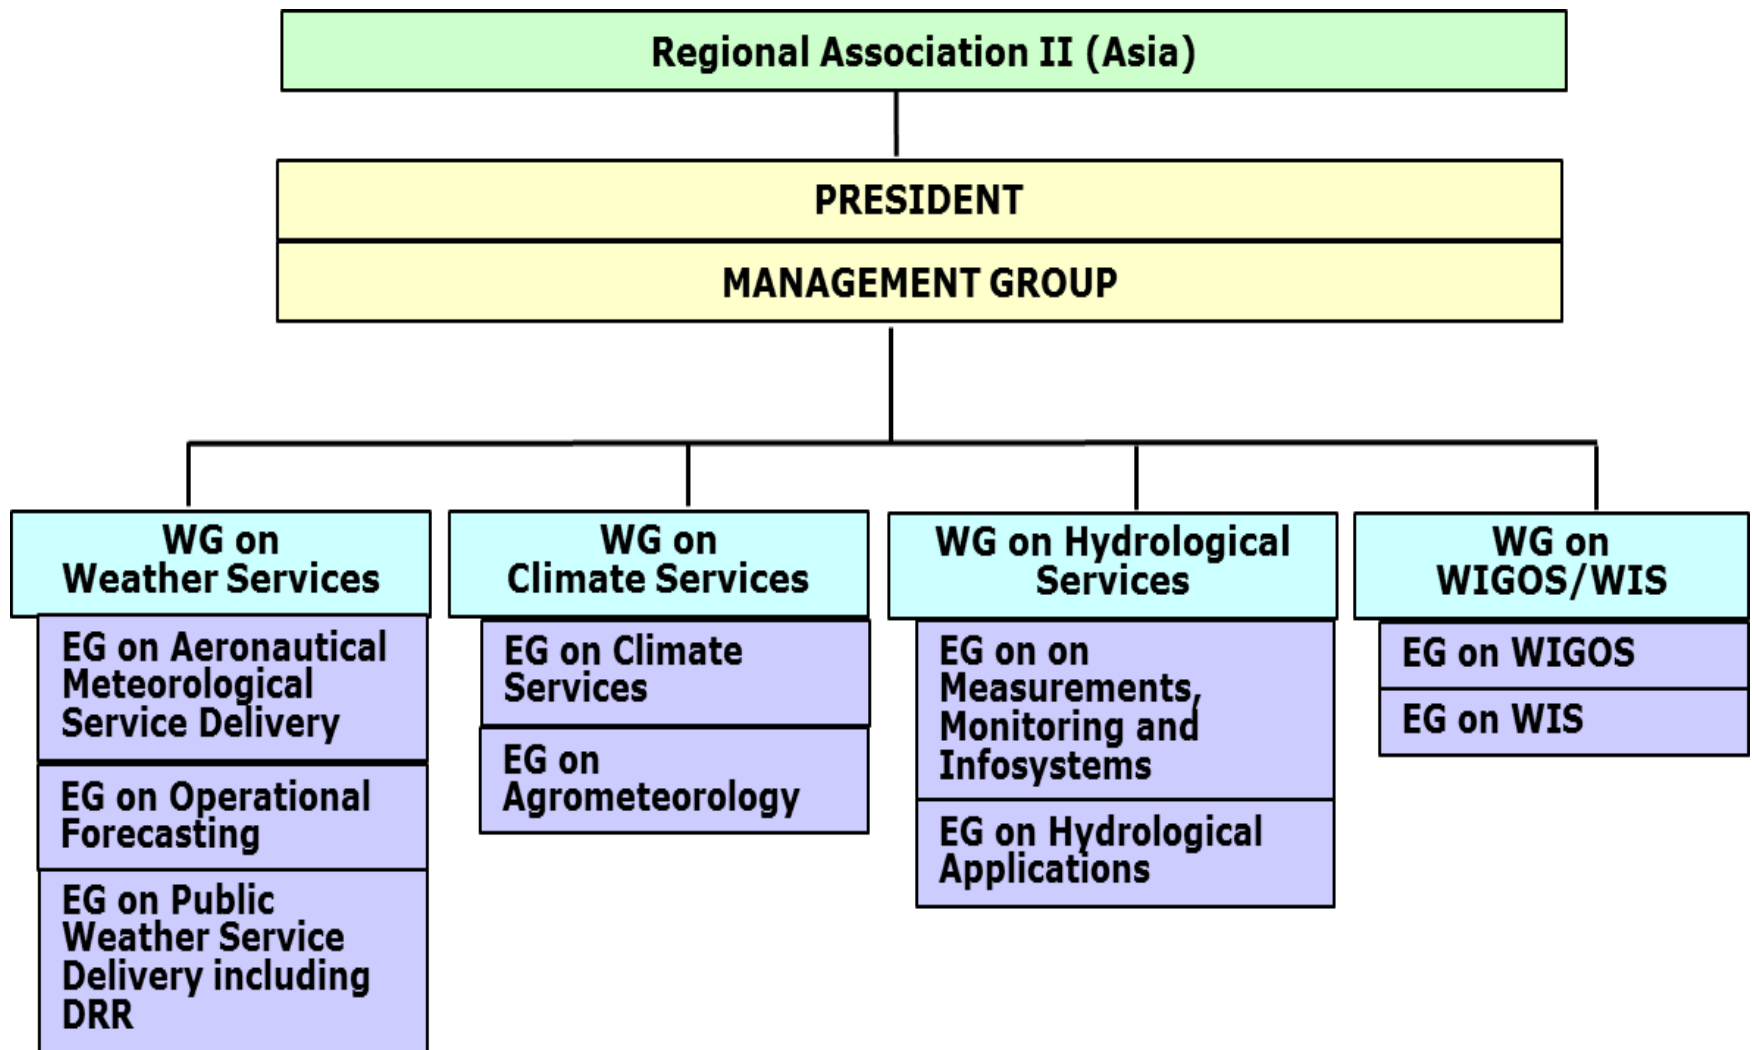 Regional Association II (Asia)
PRESIDENT
MANAGEMENT GROUP
WG on
Weather Services
EG on Aeronautical
Meteorological
Service Delivery
EG on Operational
Forecasting
EG on Public
Weather Service
Delivery including
DRR
WG on
Climate Services
EG on Climate
Services
EG on
Agrometeorology
WG on Hydrological
Services
EG on on
Measurements,
Monitoring and
Infosystems
EG on Hydrological
Applications
WG on
WIGOS/WIS
EG on WIGOS
EG on WIS